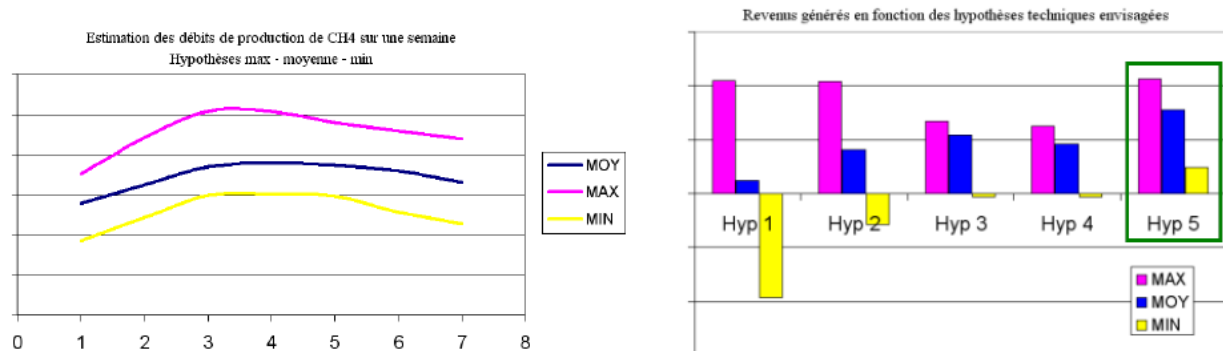 Estimation des débits de production de CH4 sur une semaine
Hypothèses max - moyenne - min
MOY
MAX
MIN
0 1 2 3 4 5 6 7 8
Revenus générés en fonction des hypothèses techniques envisagées
Hyp 1 Hyp 2 Hyp 3 Hyp 4 Hyp 5
MAX
MOY
MIN